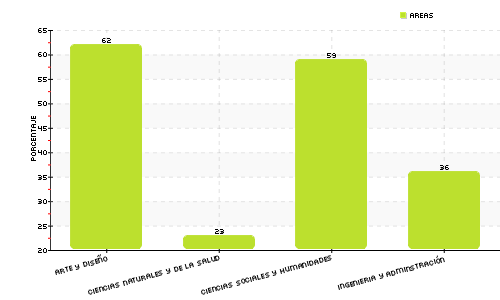 AREAS
PORCENTAJE
65
60
55
50
45
40
35
30
25
20
62
23
59
36
ARTE Y DISEÑO
CIENCIAS NATURALES Y DE LA SALUD
CIENCIAS SOCIALES Y HUMANIDADES
INGENIERIA Y ADMINSTRACIÓN